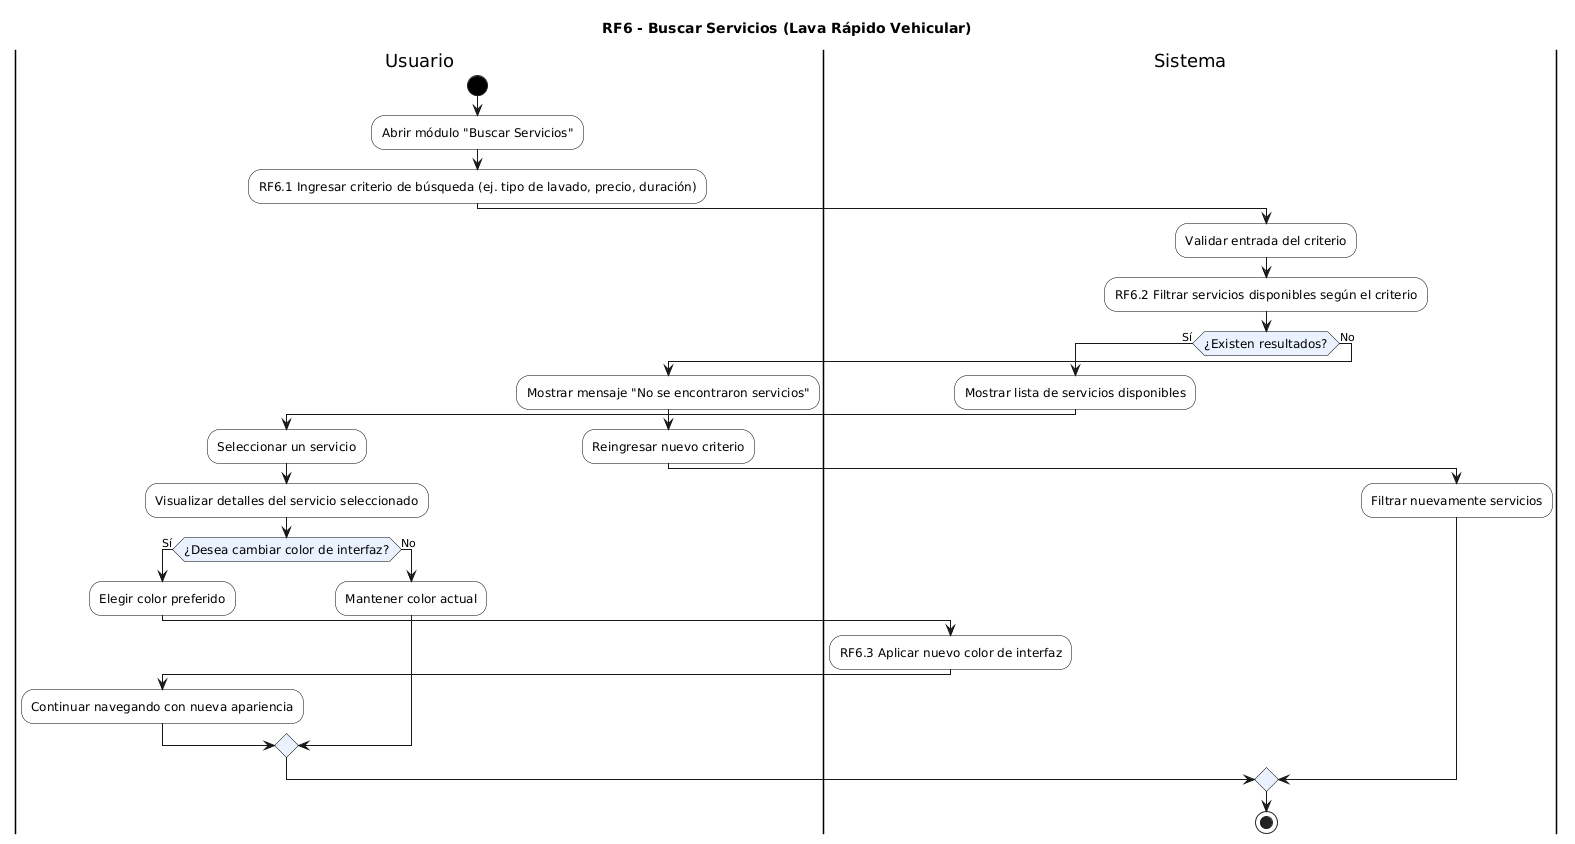 RF6 - Buscar Servicios (Lava Rápido Vehicular)
Usuario
Sistema
Abrir módulo "Buscar Servicios"
RF6.1 Ingresar criterio de búsqueda (ej. tipo de lavado, precio, duración)
Validar entrada del criterio
RF6.2 Filtrar servicios disponibles según el criterio
Sí
¿Existen resultados?
No
Mostrar mensaje "No se encontraron servicios"
Mostrar lista de servicios disponibles
Seleccionar un servicio
Reingresar nuevo criterio
Visualizar detalles del servicio seleccionado
Filtrar nuevamente servicios
Sí
¿Desea cambiar color de interfaz?
No
Elegir color preferido
Mantener color actual
RF6.3 Aplicar nuevo color de interfaz
Continuar navegando con nueva apariencia